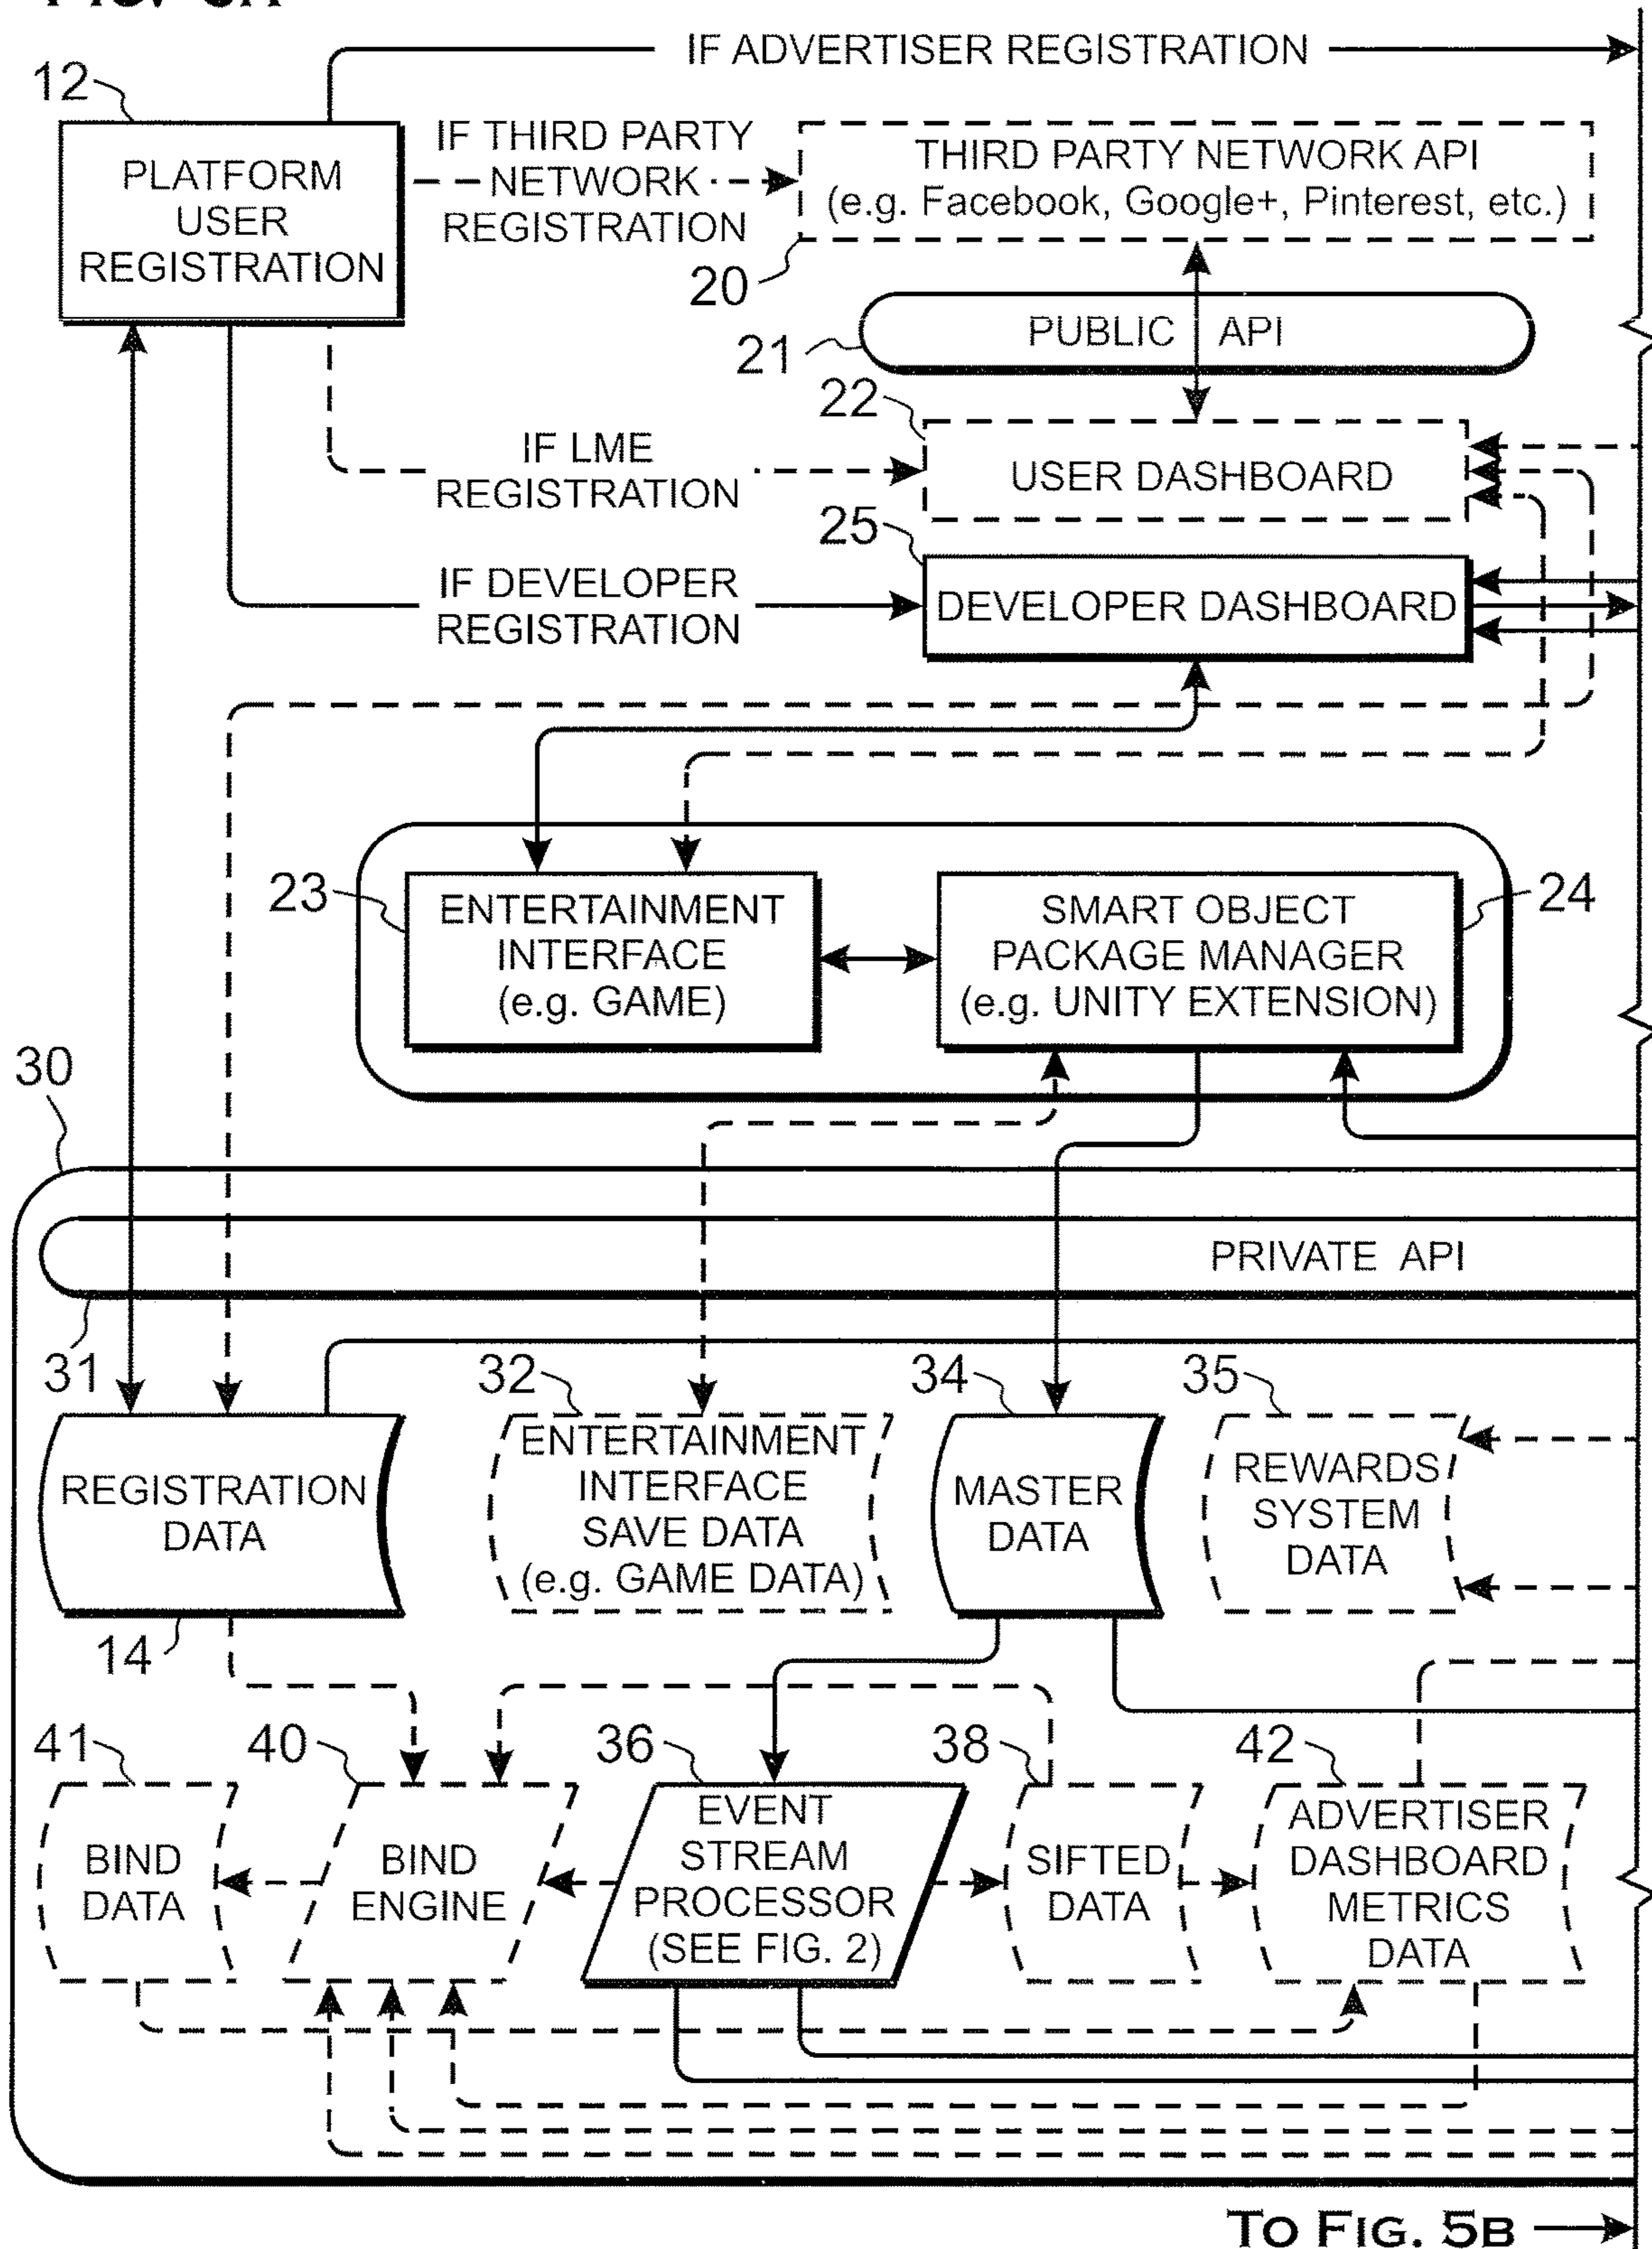 IF ADVERTISER REGISTRATION
12
PLATFORM
USER
REGISTRATION
IF THIRD PARTY
NETWORK
REGISTRATION
THIRD PARTY NETWORK API
(e.g. Facebook, Google+, Pinterest, etc.)
20
PUBLIC API
21
22
IF LME
REGISTRATION
USER DASHBOARD
25
IF DEVELOPER
REGISTRATION
DEVELOPER DASHBOARD
23
ENTERTAINMENT
INTERFACE
(e.g. GAME)
SMART OBJECT
PACKAGE MANAGER
(e.g. UNITY EXTENSION)
24
30
PRIVATE API
31
32
34
35
REGISTRATION
DATA
ENTERTAINMENT
INTERFACE
SAVE DATA
(e.g. GAME DATA)
MASTER
DATA
REWARDS
SYSTEM
DATA
14
41
40
36
38
42
BIND
DATA
BIND
ENGINE
EVENT
STREAM
PROCESSOR
(SEE FIG. 2)
SIFTED
DATA
ADVERTISER
DASHBOARD
METRICS
DATA
TO FIG. 5B